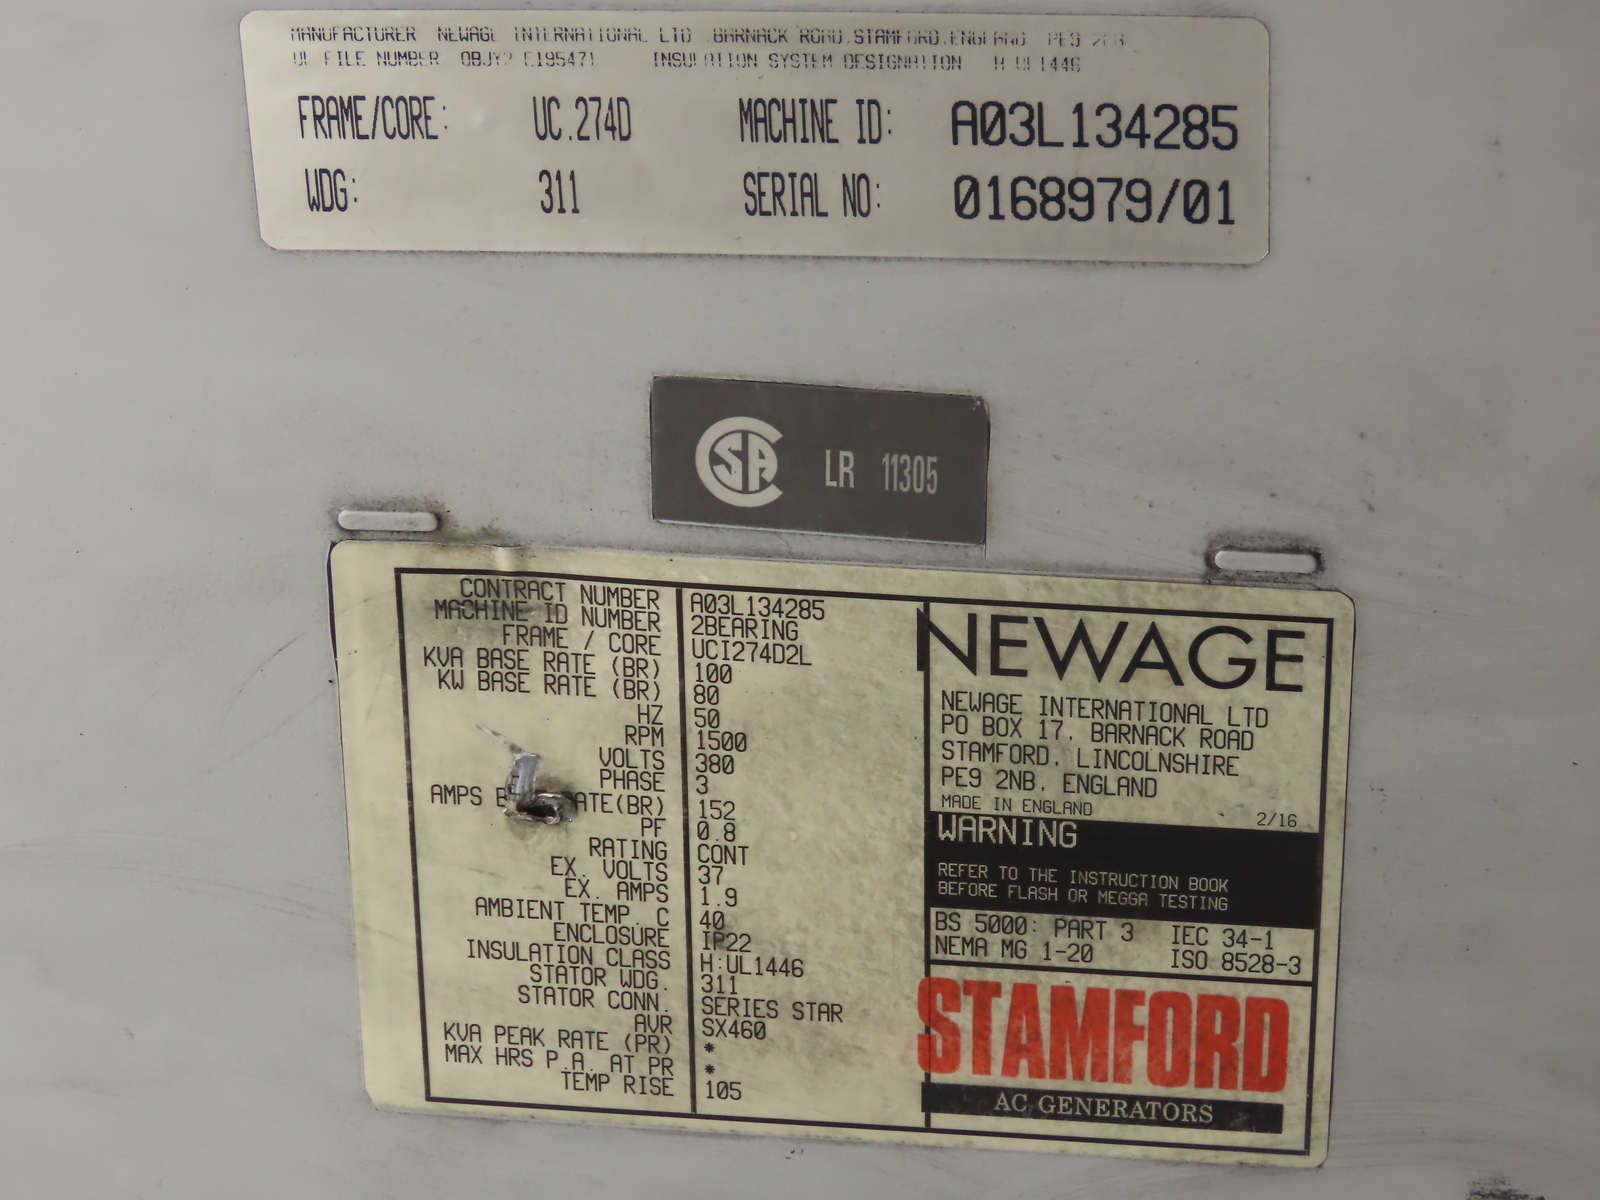 MANUFACTURER NEWAGE INTERNATIONAL LTD .BARNACK ROAD.STAMFORD.ENGLAND PE9
UL FILE NUMBER OBJY2 E195471 INSULATION SYSTEM DESIGNATION H UL1446
FRAME/CORE: UC.274D MACHINE ID: A03L134285
WDG: 311 SERIAL NO: 0168979/01
CSA LR 11305
CONTRACT NUMBER A03L134285
MACHINE ID NUMBER 2BEARING
FRAME / CORE UCI274D2L
KVA BASE RATE (BR) 100
KW BASE RATE (BR) 80
HZ 50
RPM 1500
VOLTS 380
PHASE 3
AMPS (BR) 152
PF 0.8
RATING CONT
EX. VOLTS 37
EX. AMPS 1.9
AMBIENT TEMP. C 40
ENCLOSURE IP22
INSULATION CLASS H:UL1446
STATOR WDG. 311
STATOR CONN. SERIES STAR
AVR SX460
KVA PEAK RATE (PR) *
MAX HRS P.A. AT PR *
TEMP RISE 105
NEWAGE
NEWAGE INTERNATIONAL LTD
PO BOX 17, BARNACK ROAD
STAMFORD, LINCOLNSHIRE
PE9 2NB, ENGLAND
MADE IN ENGLAND 2/16
WARNING
REFER TO THE INSTRUCTION BOOK
BEFORE FLASH OR MEGGA TESTING
BS 5000: PART 3 IEC 34-1
NEMA MG 1-20 ISO 8528-3
STAMFORD
AC GENERATORS